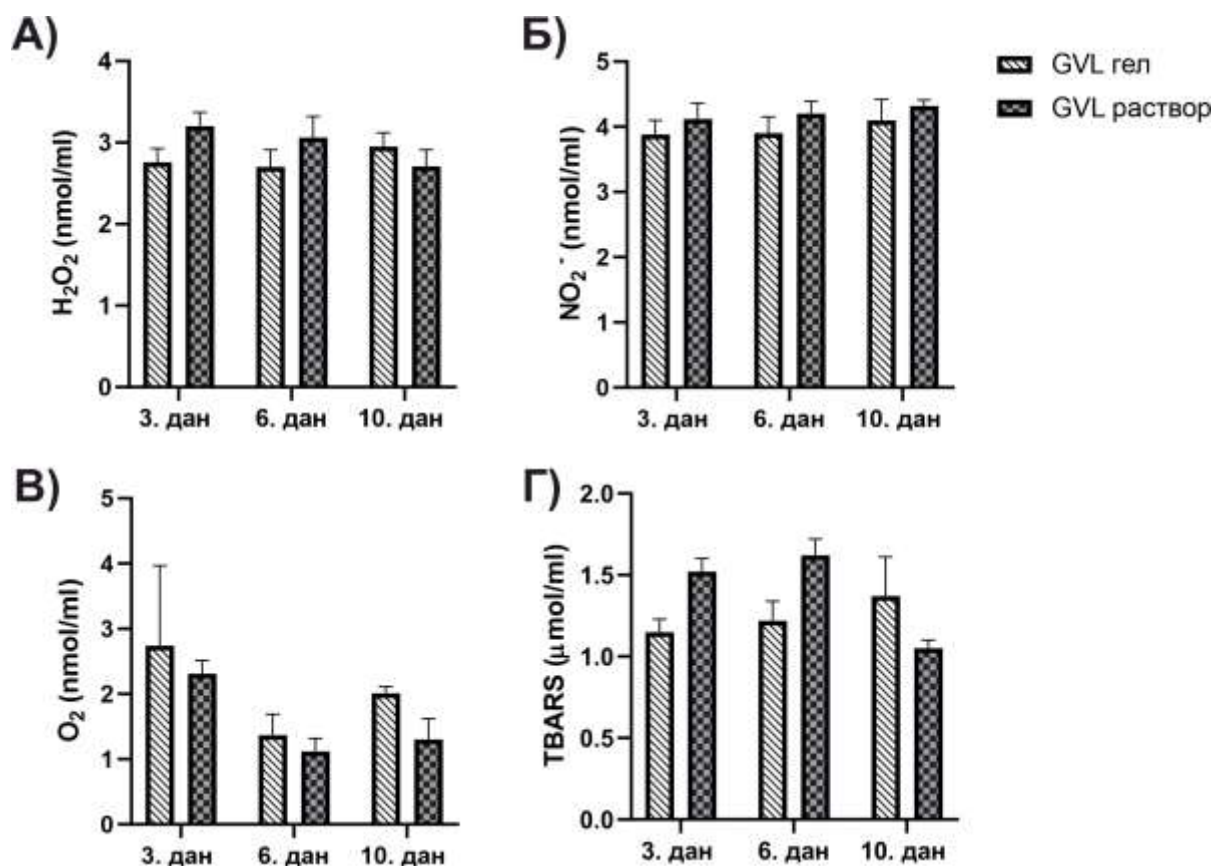 А)
H₂O₂ (nmol/ml)
4
3
2
1
0
3. дан 6. дан 10. дан
Б)
NO₂⁻ (nmol/ml)
5
4
3
2
1
0
3. дан 6. дан 10. дан
GVL гел
GVL раствор
В)
O₂ (nmol/ml)
5
4
3
2
1
0
3. дан 6. дан 10. дан
Г)
TBARS (μmol/ml)
2.0
1.5
1.0
0.5
0.0
3. дан 6. дан 10. дан